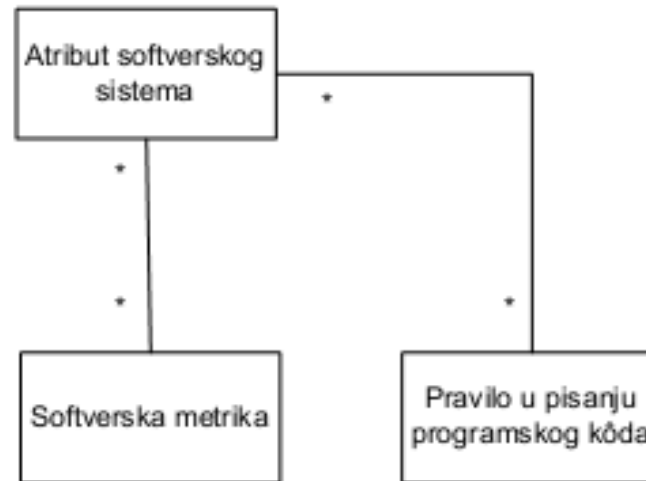 Atribut softverskog
sistema
*
*
*
*
Softverska metrika
Pravilo u pisanju
programskog kôda